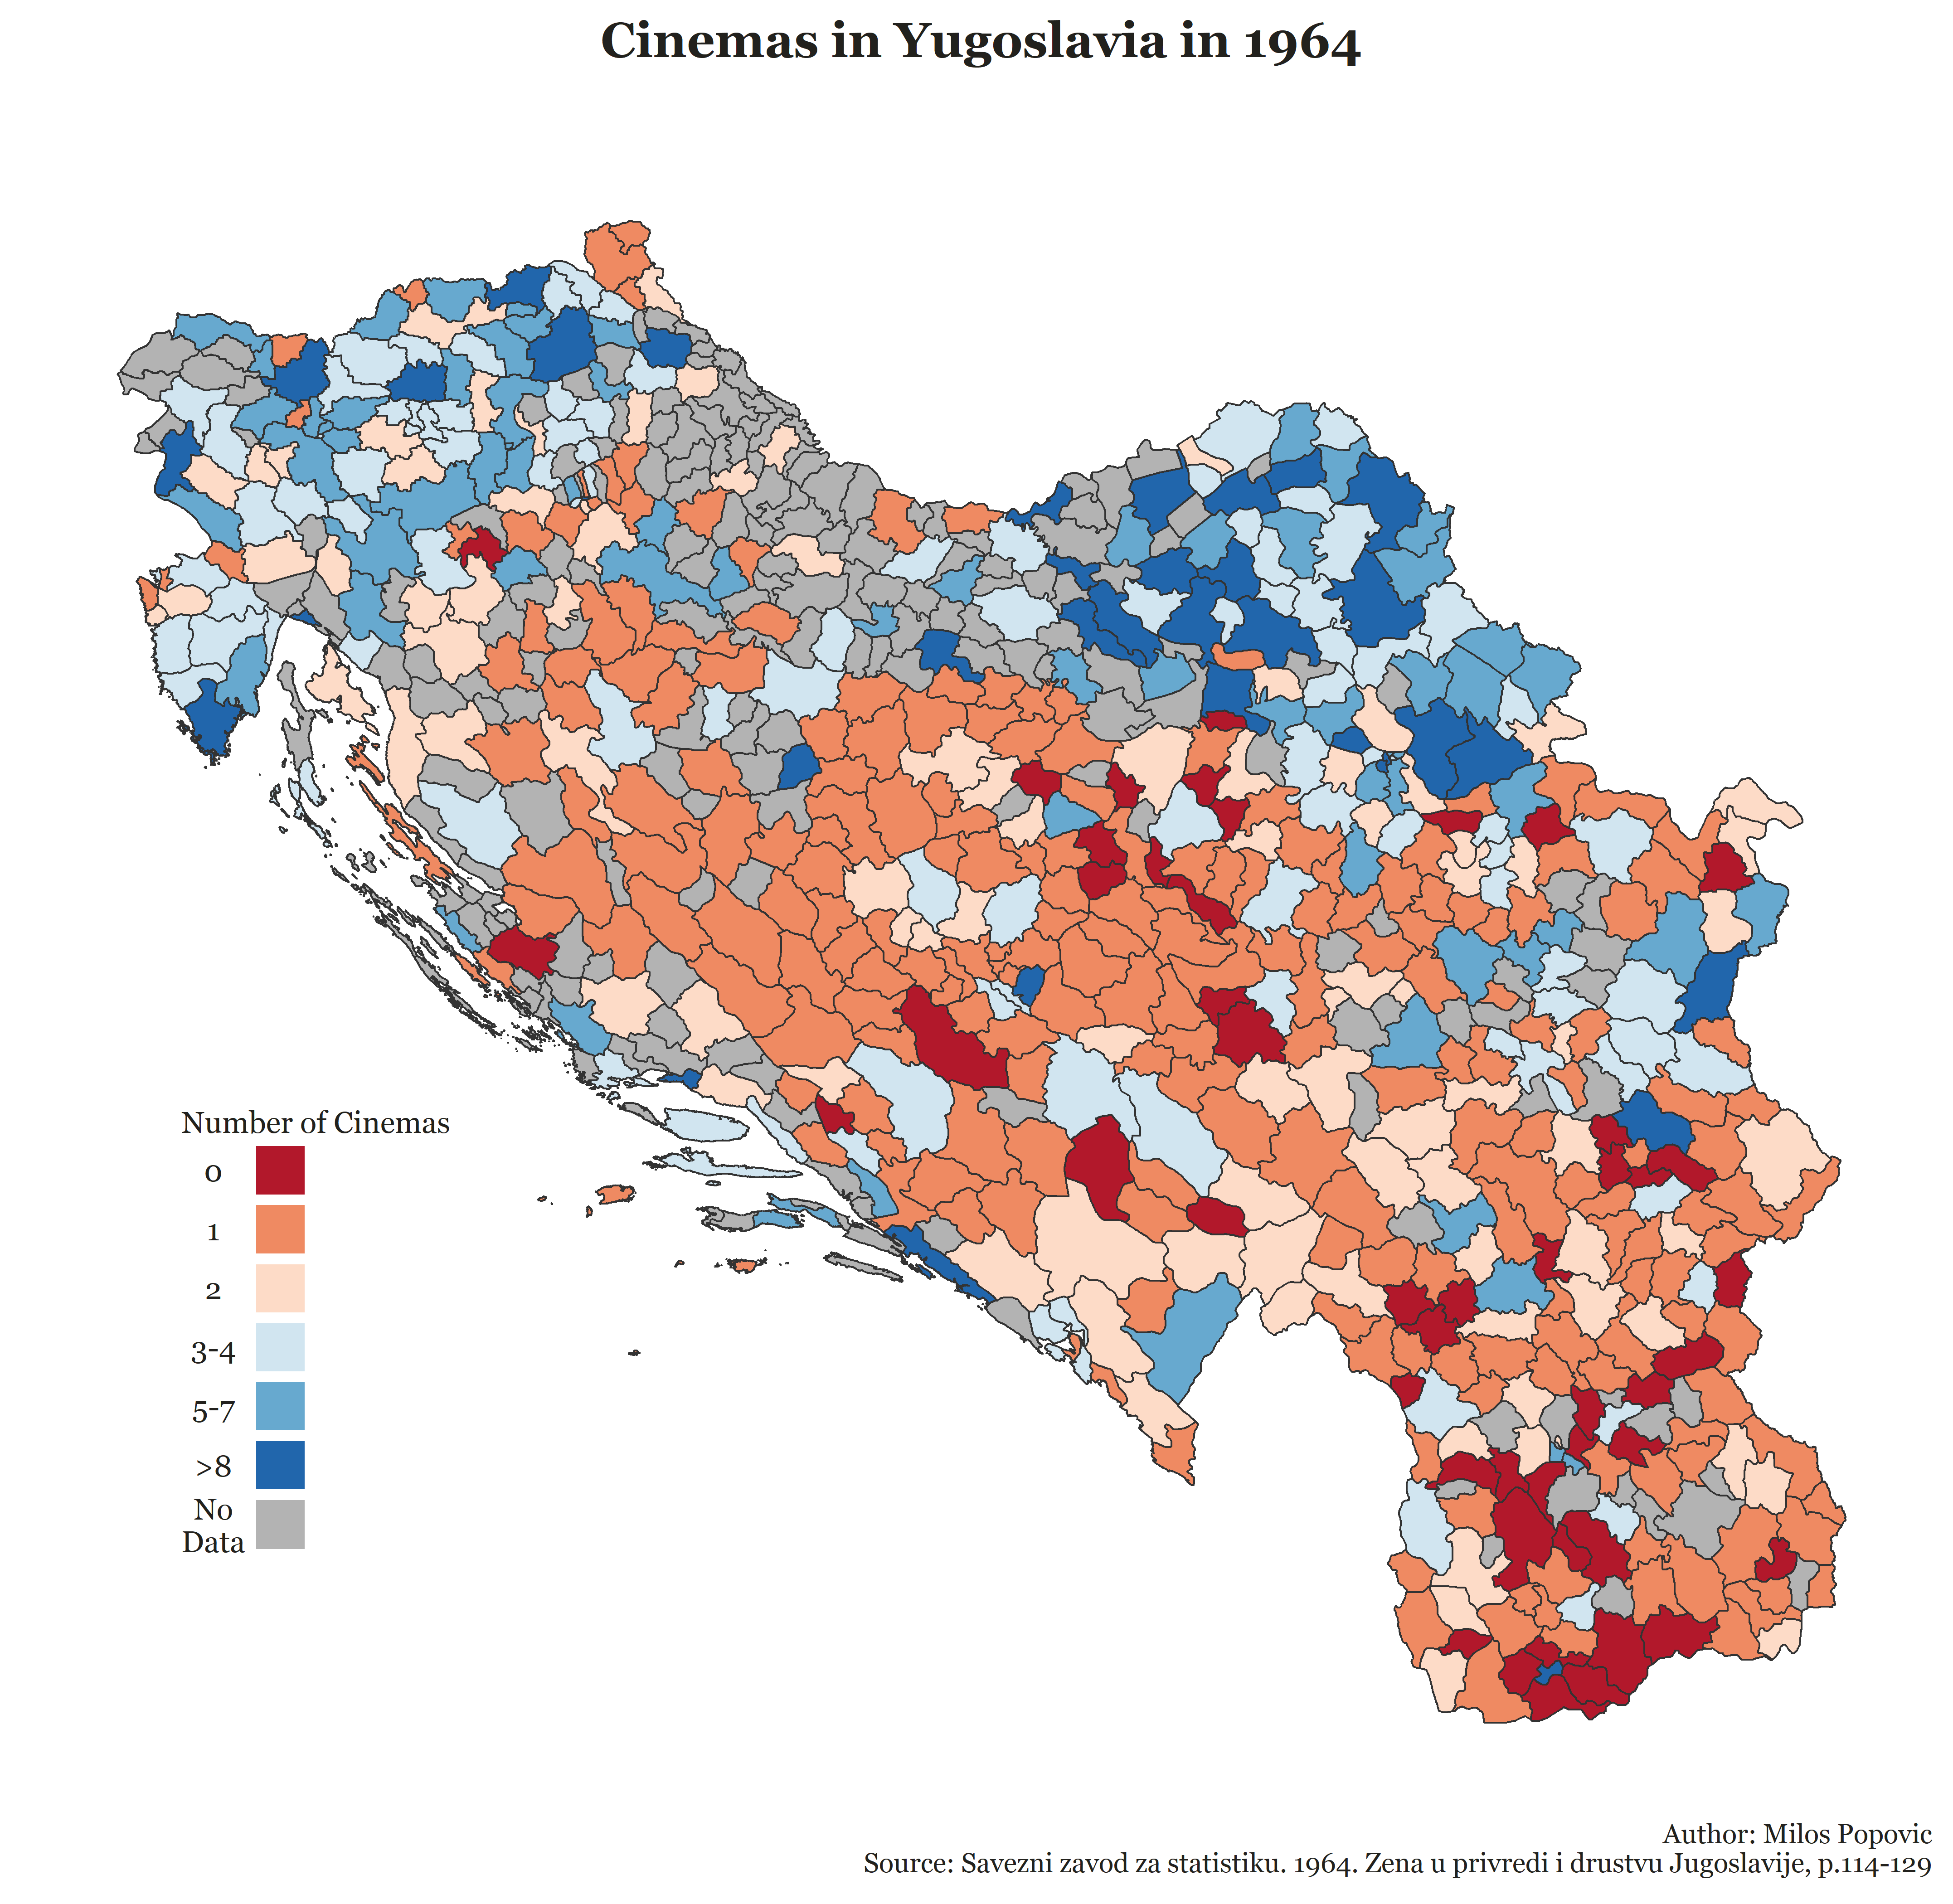 Cinemas in Yugoslavia in 1964
Number of Cinemas
0
1
2
3-4
5-7
>8
No
Data
Author: Milos Popovic
Source: Savezni zavod za statistiku. 1964. Zena u privredi i drustvu Jugoslavije, p.114-129